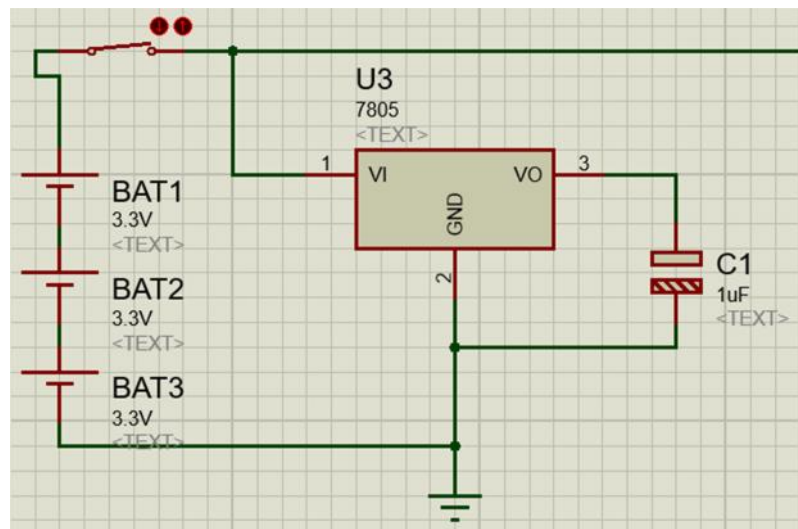 U3
7805
<TEXT>
1
VI
VO
3
GND
2
BAT1
3.3V
<TEXT>
BAT2
3.3V
<TEXT>
BAT3
3.3V
<TEXT>
C1
1uF
<TEXT>